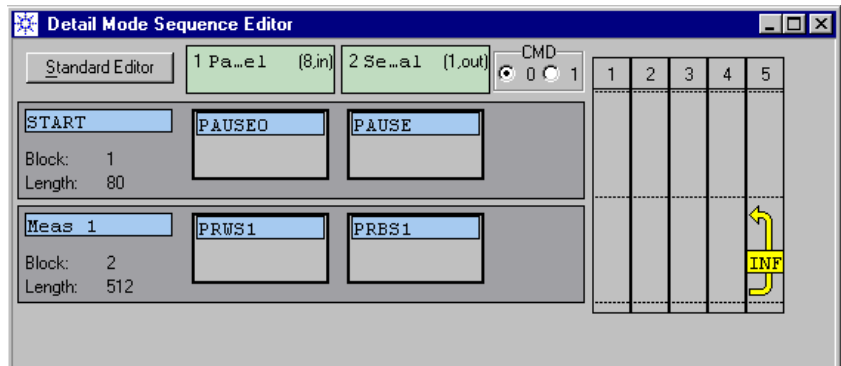 Detail Mode Sequence Editor
Standard Editor
1 Pa…el (8,in)
2 Se…al (1,out)
CMD
0 1
1 2 3 4 5
START
PAUSE0
PAUSE
Block: 1
Length: 80
Meas 1
PRWS1
PRBS1
Block: 2
Length: 512
INF